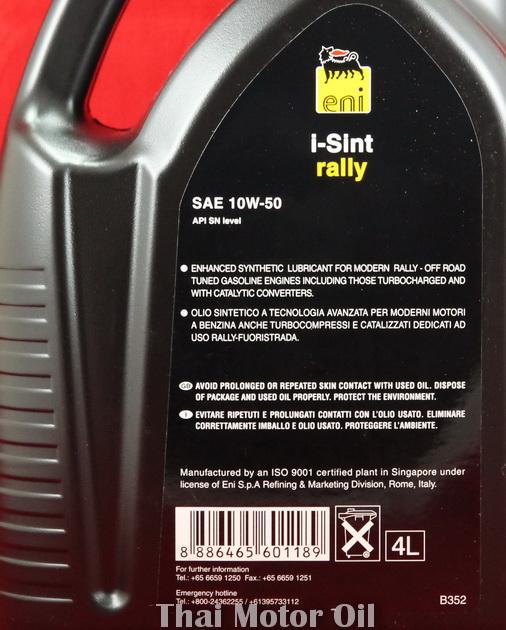 eni
i-Sint
rally
SAE 10W-50
API SN level
● ENHANCED SYNTHETIC LUBRICANT FOR MODERN RALLY - OFF ROAD
TUNED GASOLINE ENGINES INCLUDING THOSE TURBOCHARGED AND
WITH CATALYTIC CONVERTERS.
● OLIO SINTETICO A TECNOLOGIA AVANZATA PER MODERNI MOTORI
A BENZINA ANCHE TURBOCOMPRESSI E CATALIZZATI DEDICATI AD
USO RALLY-FUORISTRADA.
GB AVOID PROLONGED OR REPEATED SKIN CONTACT WITH USED OIL. DISPOSE
OF PACKAGE AND USED OIL PROPERLY. PROTECT THE ENVIRONMENT.
I EVITARE RIPETUTI E PROLUNGATI CONTATTI CON L'OLIO USATO. ELIMINARE
CORRETTAMENTE IMBALLO E OLIO USATO. PROTEGGERE L'AMBIENTE.
Manufactured by an ISO 9001 certified plant in Singapore under
license of Eni S.p.A Refining & Marketing Division, Rome, Italy.
8 886465 601189
4L
For further information
Tel.: +65 6659 1250 Fax.: +65 6659 1251
Emergency hotline
Tel.: +800-24362255 / +61395733112
B352
Thai Motor Oil